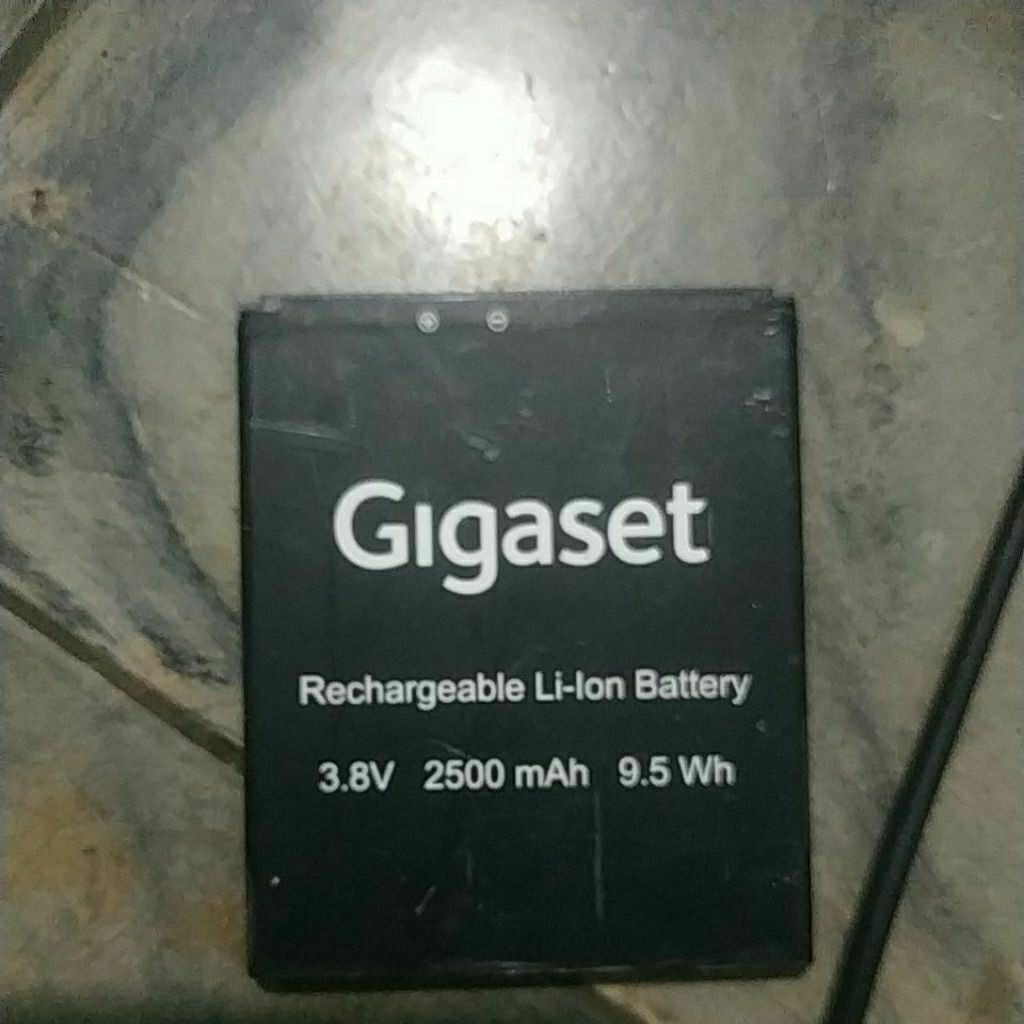 Gigaset
Rechargeable Li-Ion Battery
3.8V 2500 mAh 9.5 Wh